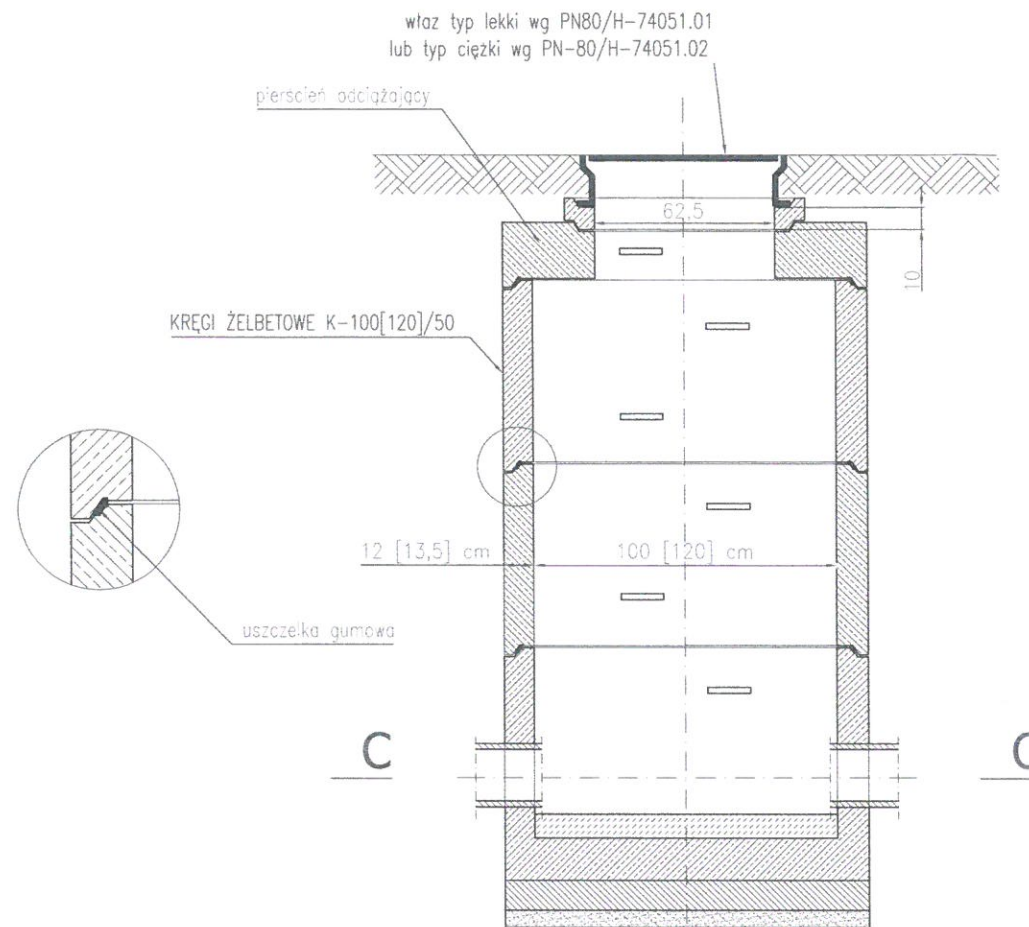 właz typ lekki wg PN80/H-74051.01
lub typ ciężki wg PN-80/H-74051.02
pierscień odciążający
62,5
10
KRĘGI ŻELBETOWE K-100[120]/50
12 [13,5] cm
100 [120] cm
uszczelka gumowa
C
C